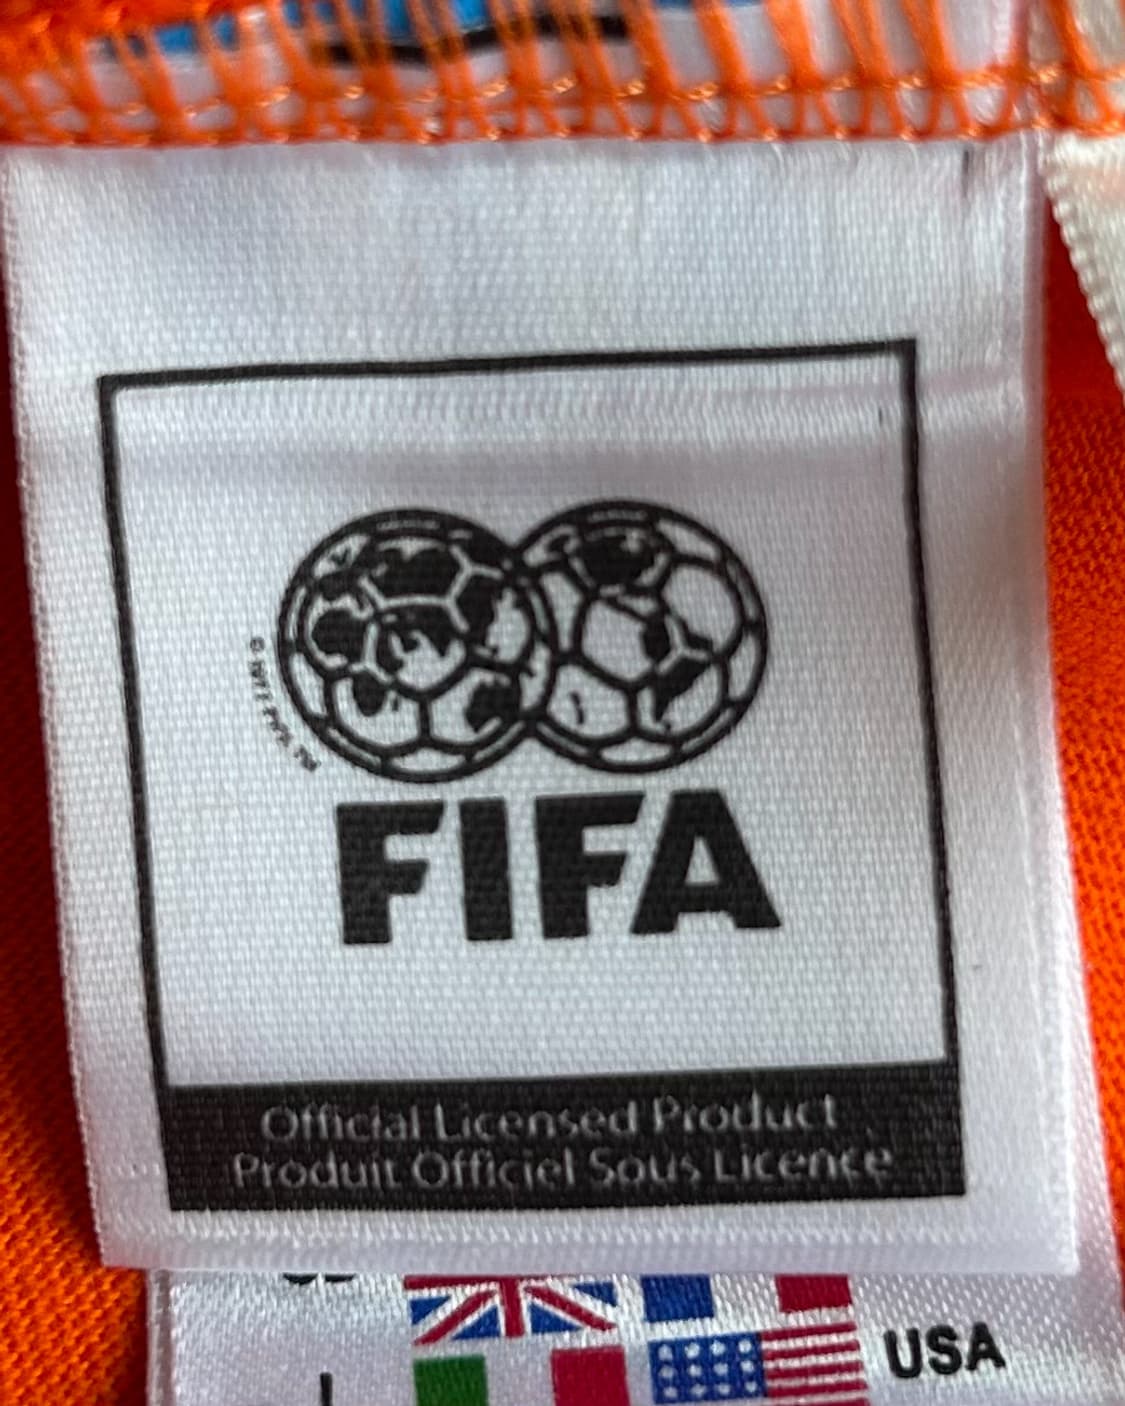 FIFA
Official Licensed Product
Produit Officiel Sous Licence
I
USA